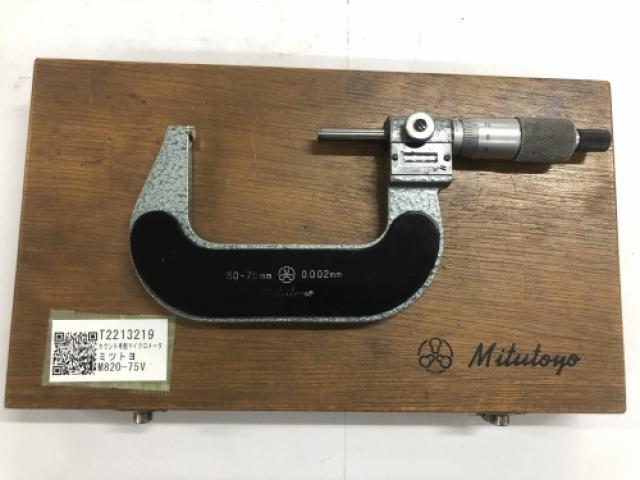 50-75mm 0.002mm
Mitutoyo
T2213219
カウント外側マイクロメータ
ミツトヨ
M820-75V
Mitutoyo